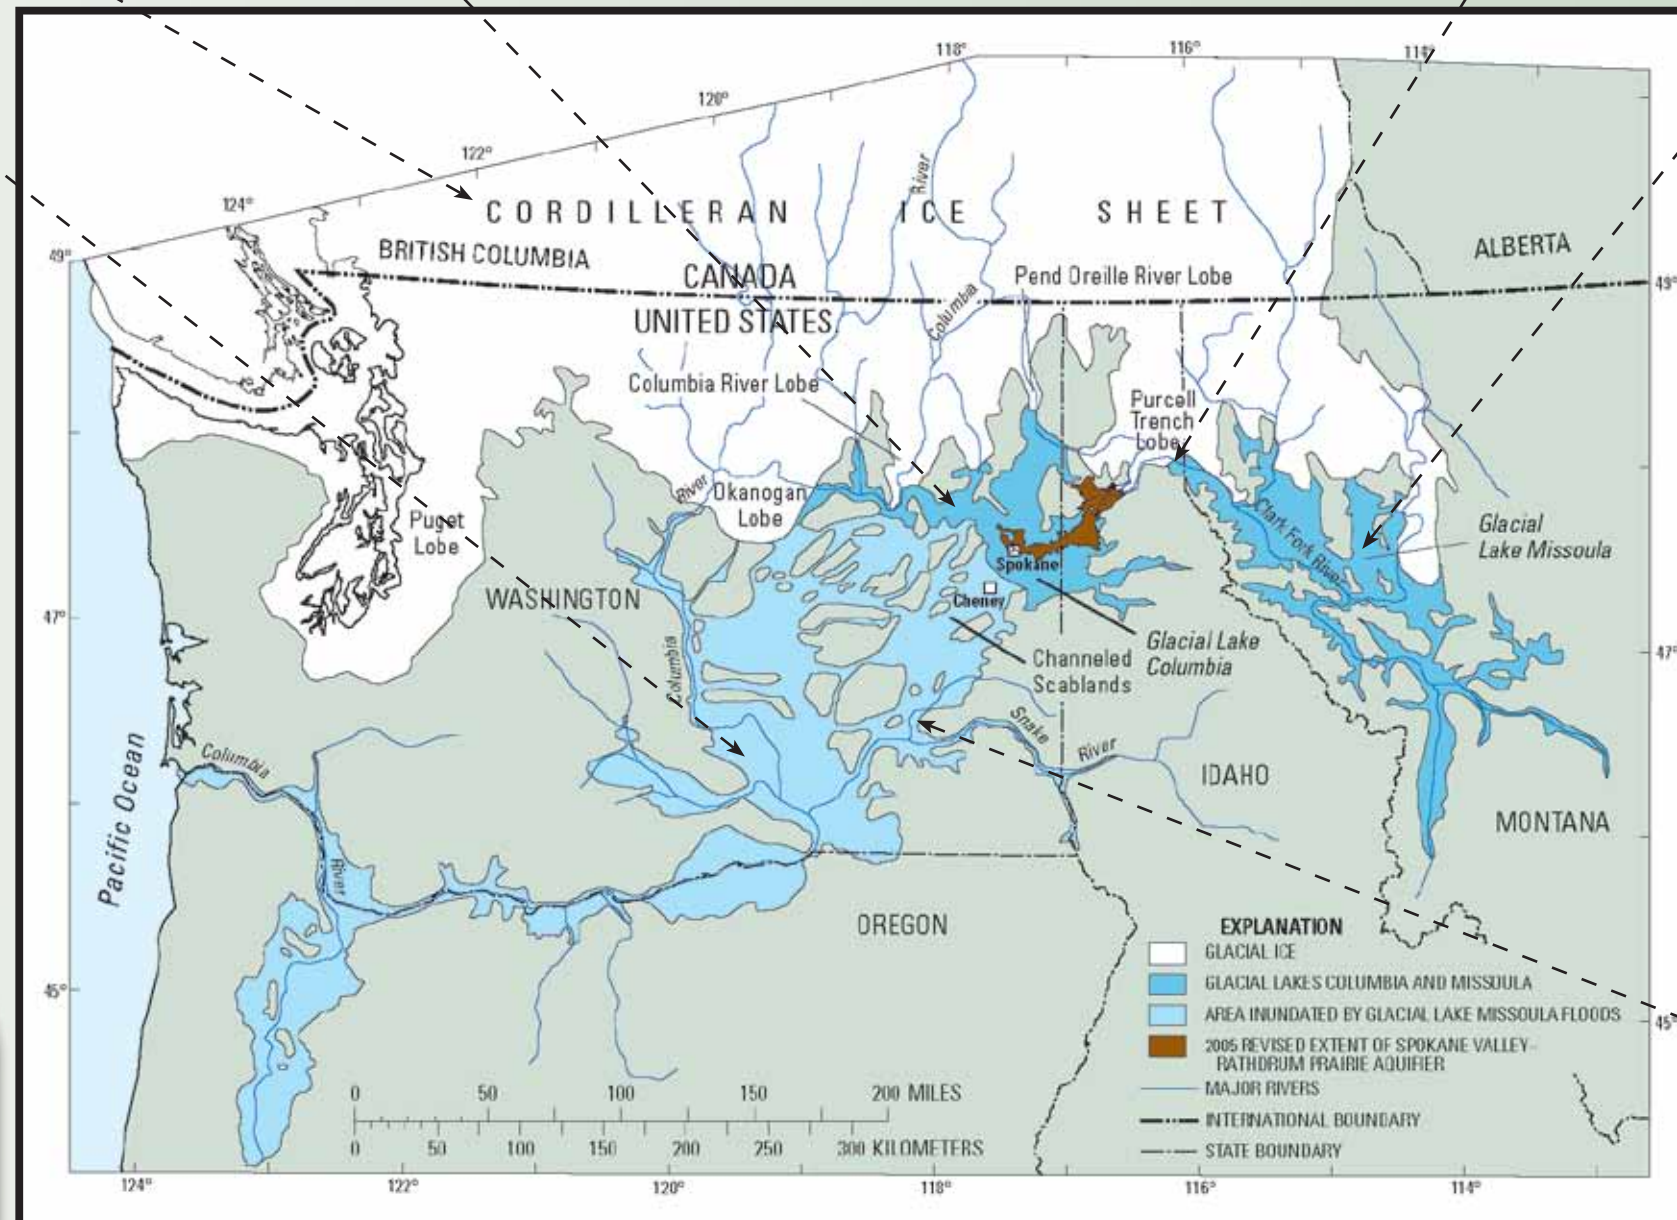 118°
116°
114°
120°
122°
124°
49°
CORDILLERAN ICE SHEET
River
BRITISH COLUMBIA
ALBERTA
CANADA
Pend Oreille River Lobe
49°
UNITED STATES
Columbia
Columbia River Lobe
Purcell
Trench
Lobe
River
Okanogan
Lobe
Puget
Lobe
Clark Fork River
Glacial
Lake Missoula
Spokane
Cheney
WASHINGTON
47°
Columbia
Glacial Lake
Columbia
Channeled
Scablands
47°
Snake
River
Columbia
Pacific Ocean
IDAHO
MONTANA
River
OREGON
EXPLANATION
GLACIAL ICE
GLACIAL LAKES COLUMBIA AND MISSOULA
AREA INUNDATED BY GLACIAL LAKE MISSOULA FLOODS
2005 REVISED EXTENT OF SPOKANE VALLEY–
RATHDRUM PRAIRIE AQUIFIER
MAJOR RIVERS
INTERNATIONAL BOUNDARY
STATE BOUNDARY
45°
45°
0 50 100 150 200 MILES
0 50 100 150 200 250 300 KILOMETERS
124°
122°
120°
118°
116°
114°